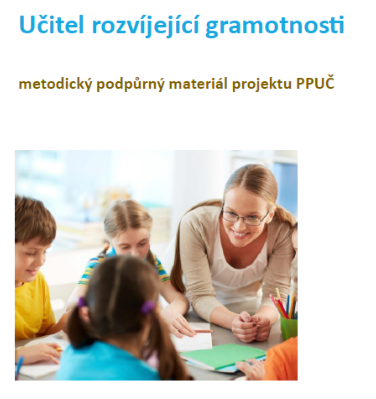 Učitel rozvíjející gramotnosti
metodický podpůrný materiál projektu PPUČ